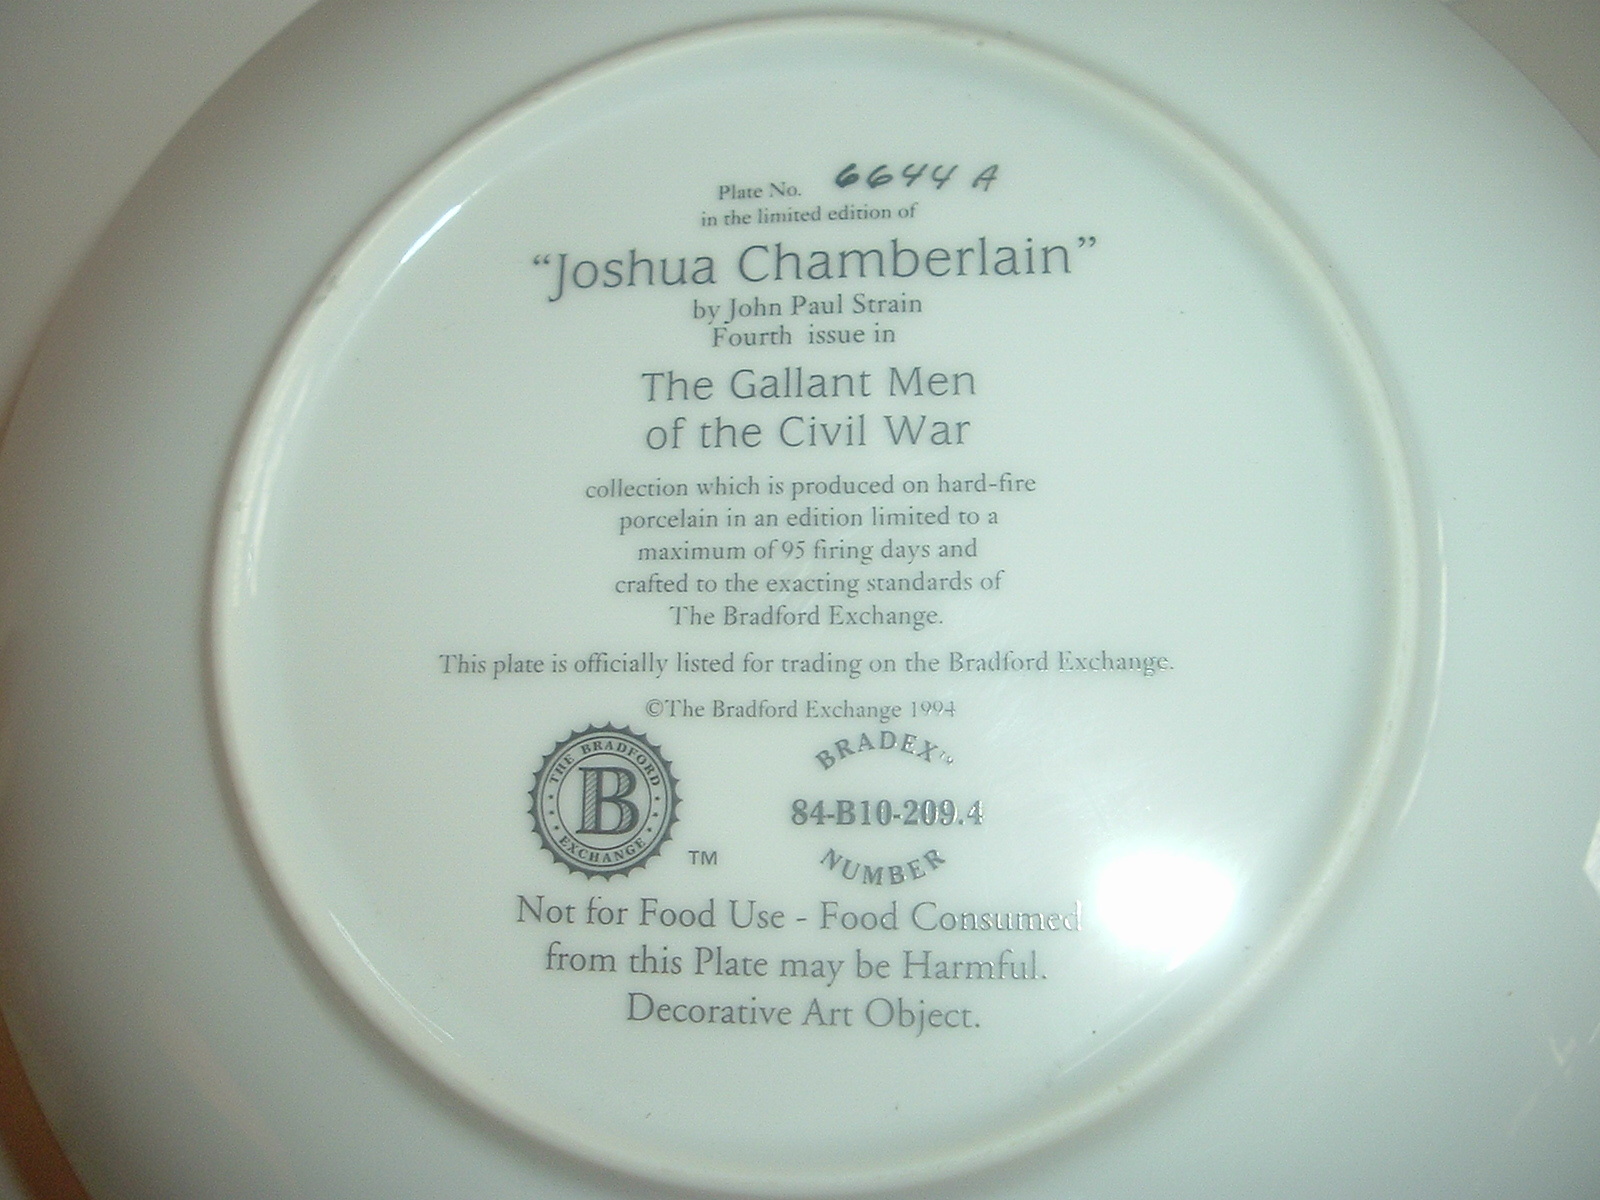 Plate No. 6644 A
in the limited edition of
“Joshua Chamberlain”
by John Paul Strain
Fourth issue in
The Gallant Men
of the Civil War
collection which is produced on hard-fire
porcelain in an edition limited to a
maximum of 95 firing days and
crafted to the exacting standards of
The Bradford Exchange.
This plate is officially listed for trading on the Bradford Exchange.
©The Bradford Exchange 1994
THE BRADFORD
B
EXCHANGE
TM
BRADEX™
84-B10-209.4
NUMBER
Not for Food Use - Food Consumed
from this Plate may be Harmful.
Decorative Art Object.